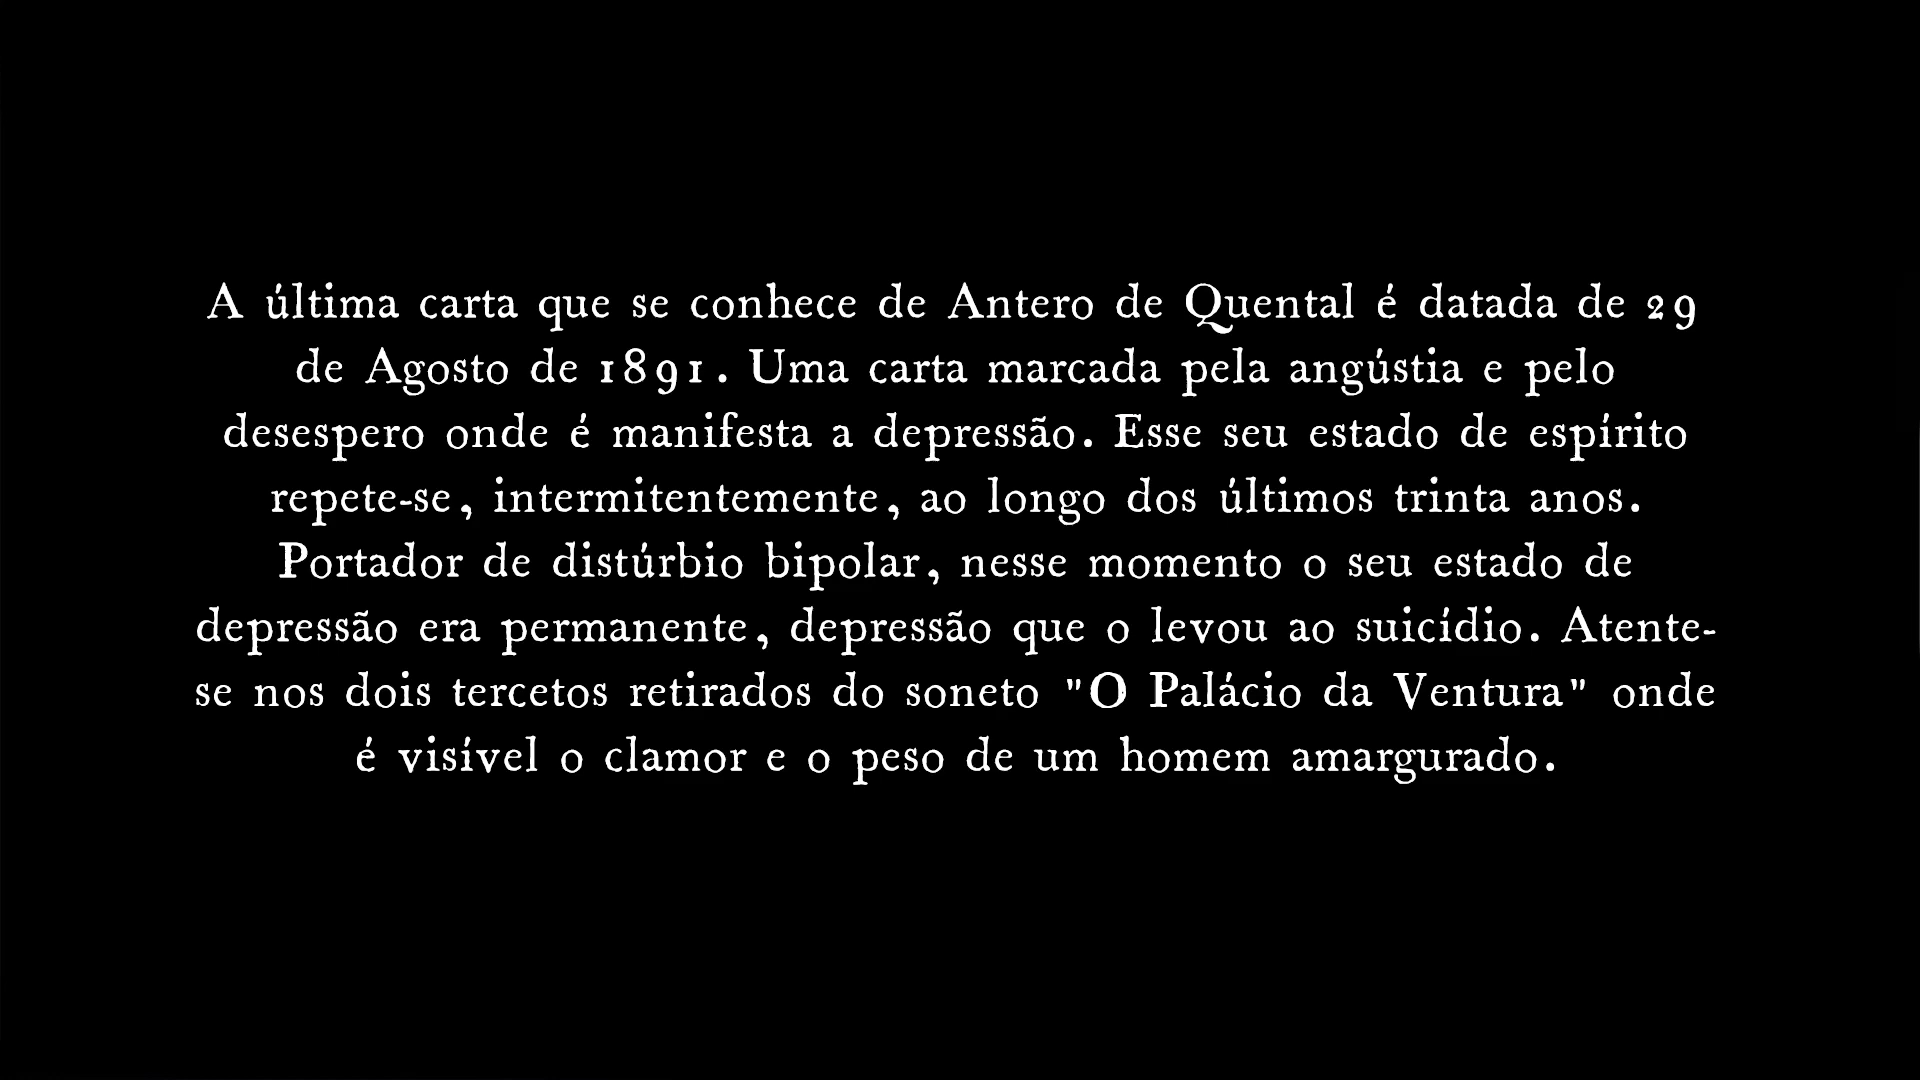 A última carta que se conhece de Antero de Quental é datada de 29
de Agosto de 1891. Uma carta marcada pela angústia e pelo
desespero onde é manifesta a depressão. Esse seu estado de espírito
repete-se, intermitentemente, ao longo dos últimos trinta anos.
Portador de distúrbio bipolar, nesse momento o seu estado de
depressão era permanente, depressão que o levou ao suicídio. Atente-
se nos dois tercetos retirados do soneto "O Palácio da Ventura" onde
é visível o clamor e o peso de um homem amargurado.